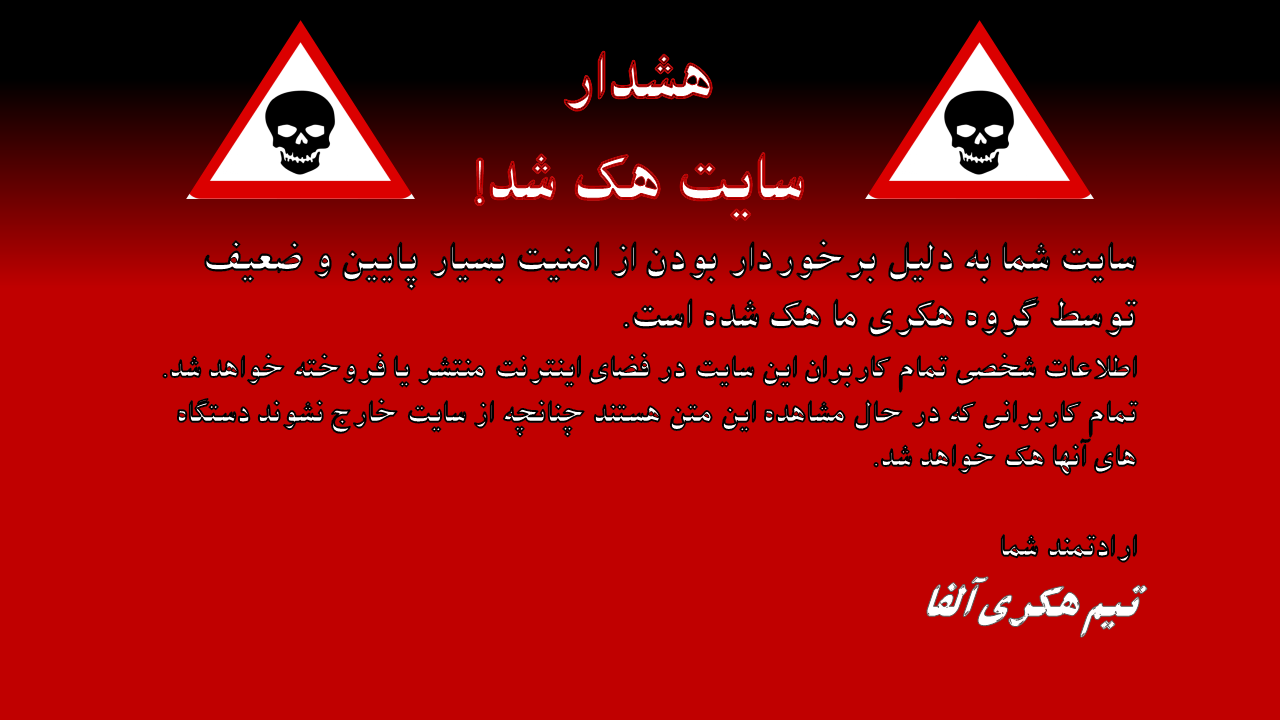 هشدار
سایت هک شد!
سایت شما به دلیل برخوردار بودن از امنیت بسیار پایین و ضعیف
توسط گروه هکری ما هک شده است.
اطلاعات شخصی تمام کاربران این سایت در فضای اینترنت منتشر یا فروخته خواهد شد.
تمام کاربرانی که در حال مشاهده این متن هستند چنانچه از سایت خارج نشوند دستگاه
های آنها هک خواهد شد.
ارادتمند شما
تیم هکری آلفا